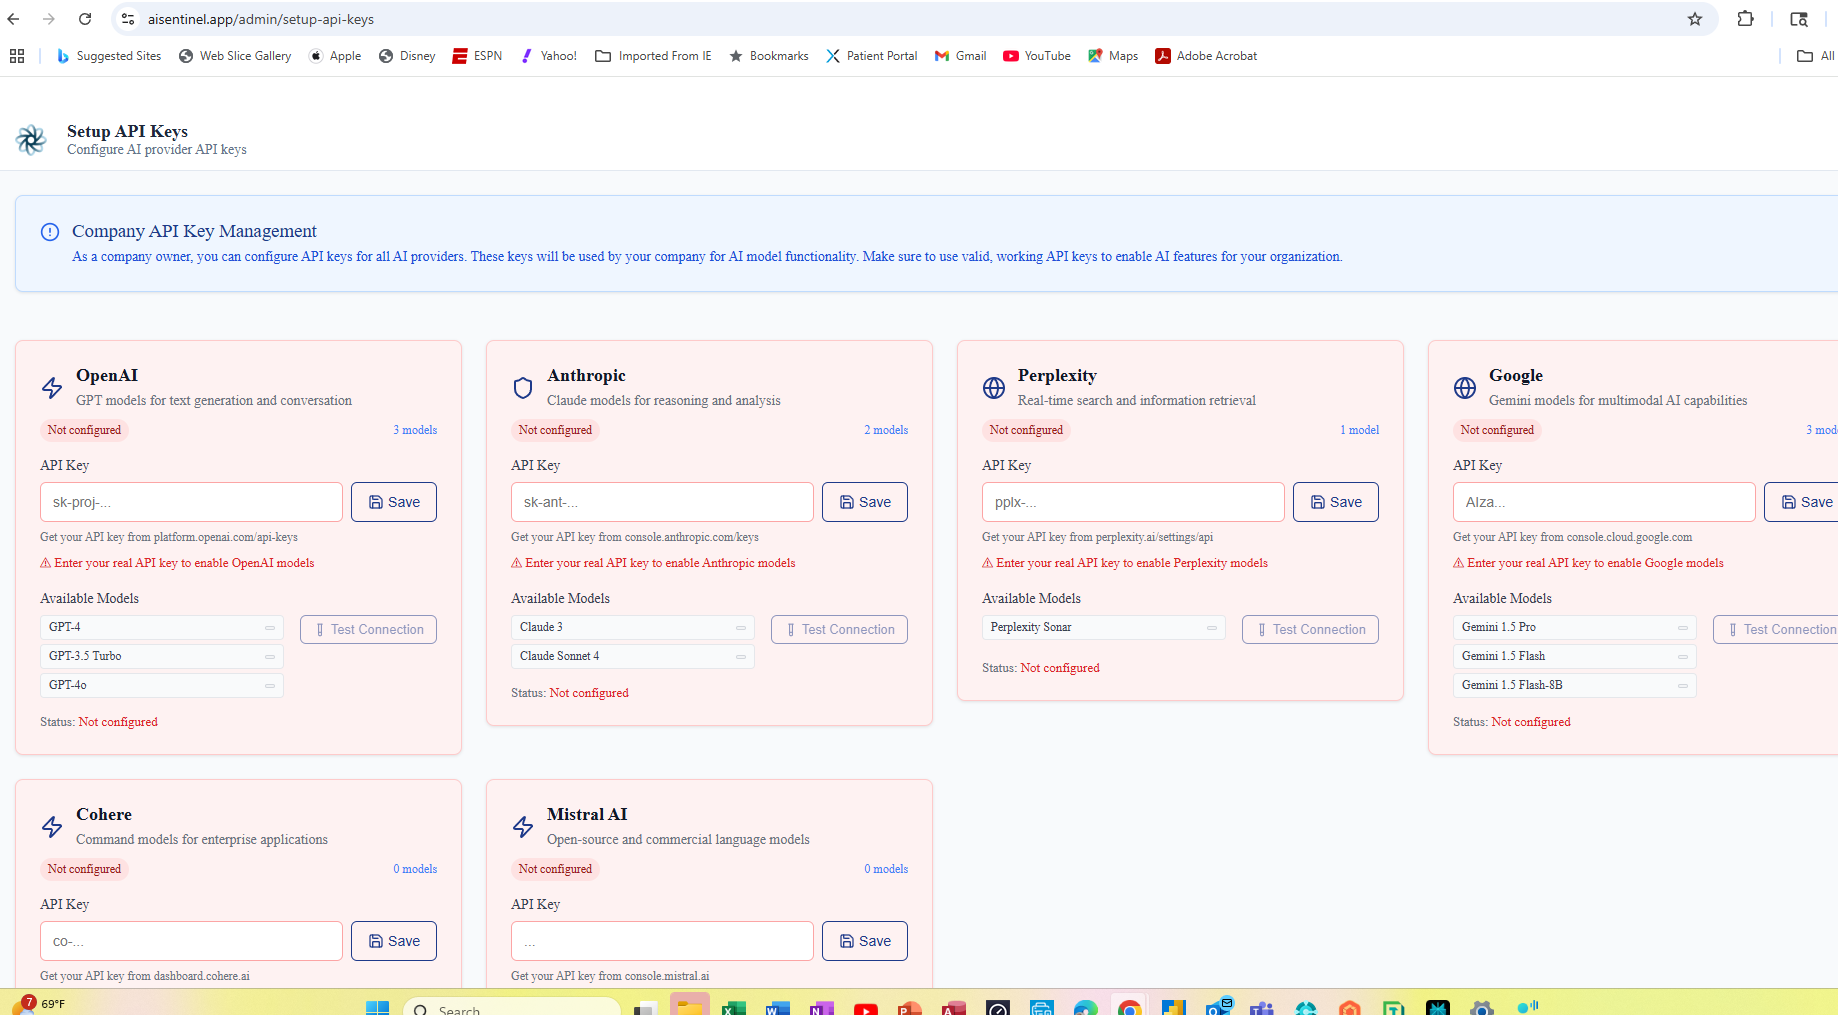 aisentinel.app/admin/setup-api-keys
Suggested Sites Web Slice Gallery Apple Disney ESPN Yahoo! Imported From IE Bookmarks Patient Portal Gmail YouTube Maps Adobe Acrobat All
Setup API Keys
Configure AI provider API keys
Company API Key Management
As a company owner, you can configure API keys for all AI providers. These keys will be used by your company for AI model functionality. Make sure to use valid, working API keys to enable AI features for your organization.
OpenAI
GPT models for text generation and conversation
Not configured 3 models
API Key
sk-proj-... Save
Get your API key from platform.openai.com/api-keys
⚠ Enter your real API key to enable OpenAI models
Available Models
GPT-4 Test Connection
GPT-3.5 Turbo
GPT-4o
Status: Not configured
Anthropic
Claude models for reasoning and analysis
Not configured 2 models
API Key
sk-ant-... Save
Get your API key from console.anthropic.com/keys
⚠ Enter your real API key to enable Anthropic models
Available Models
Claude 3 Test Connection
Claude Sonnet 4
Status: Not configured
Perplexity
Real-time search and information retrieval
Not configured 1 model
API Key
pplx-... Save
Get your API key from perplexity.ai/settings/api
⚠ Enter your real API key to enable Perplexity models
Available Models
Perplexity Sonar Test Connection
Status: Not configured
Google
Gemini models for multimodal AI capabilities
Not configured 3 mod
API Key
AIza... Save
Get your API key from console.cloud.google.com
⚠ Enter your real API key to enable Google models
Available Models
Gemini 1.5 Pro Test Connection
Gemini 1.5 Flash
Gemini 1.5 Flash-8B
Status: Not configured
Cohere
Command models for enterprise applications
Not configured 0 models
API Key
co-... Save
Get your API key from dashboard.cohere.ai
Mistral AI
Open-source and commercial language models
Not configured 0 models
API Key
... Save
Get your API key from console.mistral.ai
7 69°F Search